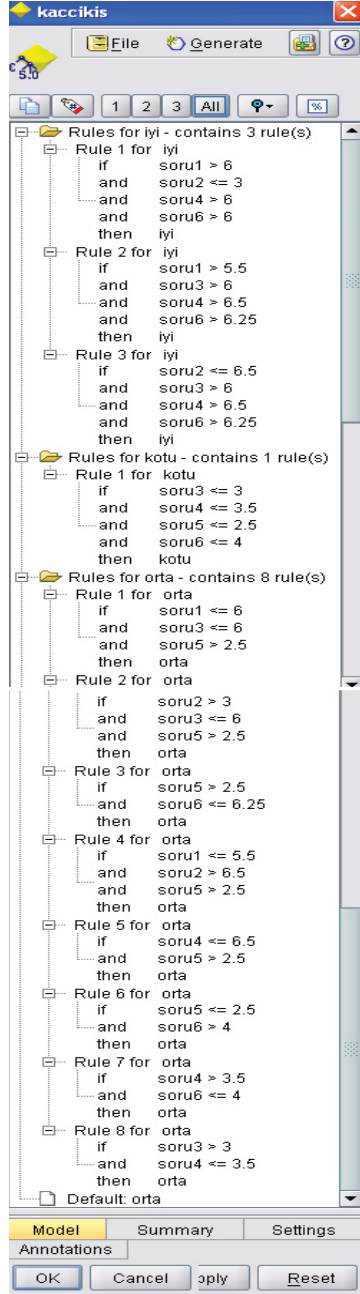 kaccikis
File Generate
C 5.0
1 2 3 All %
Rules for iyi - contains 3 rule(s)
Rule 1 for iyi
if soru1 > 6
and soru2 <= 3
and soru4 > 6
and soru6 > 6
then iyi
Rule 2 for iyi
if soru1 > 5.5
and soru3 > 6
and soru4 > 6.5
and soru6 > 6.25
then iyi
Rule 3 for iyi
if soru2 <= 6.5
and soru3 > 6
and soru4 > 6.5
and soru6 > 6.25
then iyi
Rules for kotu - contains 1 rule(s)
Rule 1 for kotu
if soru3 <= 3
and soru4 <= 3.5
and soru5 <= 2.5
and soru6 <= 4
then kotu
Rules for orta - contains 8 rule(s)
Rule 1 for orta
if soru1 <= 6
and soru3 <= 6
and soru5 > 2.5
then orta
Rule 2 for orta
if soru2 > 3
and soru3 <= 6
and soru5 > 2.5
then orta
Rule 3 for orta
if soru5 > 2.5
and soru6 <= 6.25
then orta
Rule 4 for orta
if soru1 <= 5.5
and soru2 > 6.5
and soru5 > 2.5
then orta
Rule 5 for orta
if soru4 <= 6.5
and soru5 > 2.5
then orta
Rule 6 for orta
if soru5 <= 2.5
and soru6 > 4
then orta
Rule 7 for orta
if soru4 > 3.5
and soru6 <= 4
then orta
Rule 8 for orta
if soru3 > 3
and soru4 <= 3.5
then orta
Default: orta
Model Summary Settings
Annotations
OK Cancel pply Reset